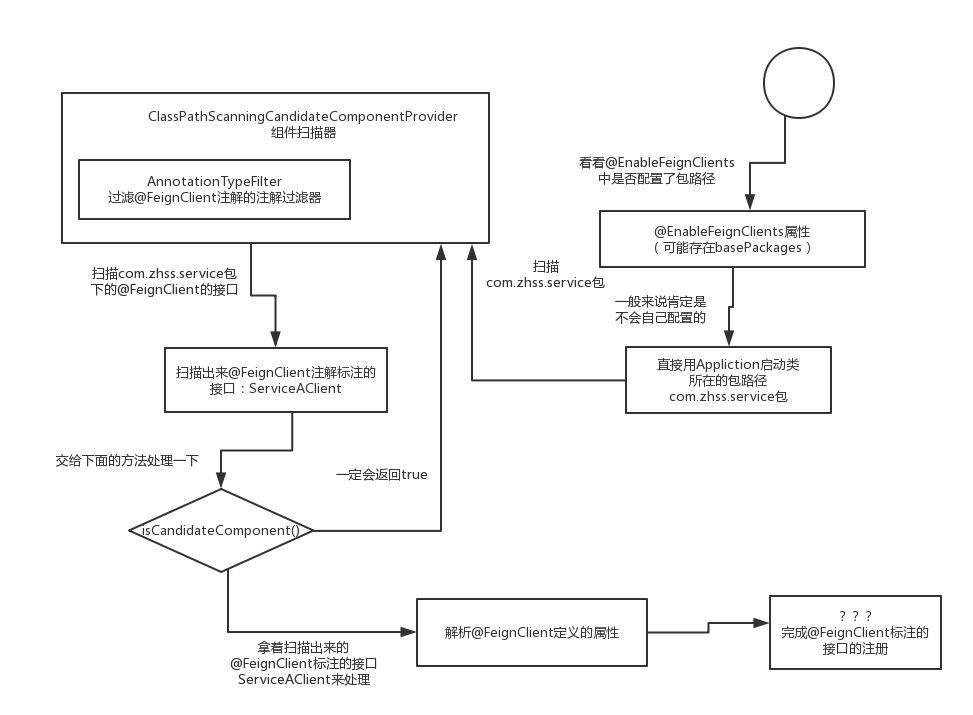 ClassPathScanningCandidateComponentProvider
组件扫描器
AnnotationTypeFilter
过滤@FeignClient注解的注解过滤器
看看@EnableFeignClients
中是否配置了包路径
@EnableFeignClients属性
（可能存在basePackages）
一般来说肯定是
不会自己配置的
直接用Appliction启动类
所在的包路径
com.zhss.service包
扫描
com.zhss.service包
扫描com.zhss.service包
下的@FeignClient的接口
扫描出来@FeignClient注解标注的
接口：ServiceAClient
交给下面的方法处理一下
isCandidateComponent()
一定会返回true
拿着扫描出来的
@FeignClient标注的接口
ServiceAClient来处理
解析@FeignClient定义的属性
？？？
完成@FeignClient标注的
接口的注册